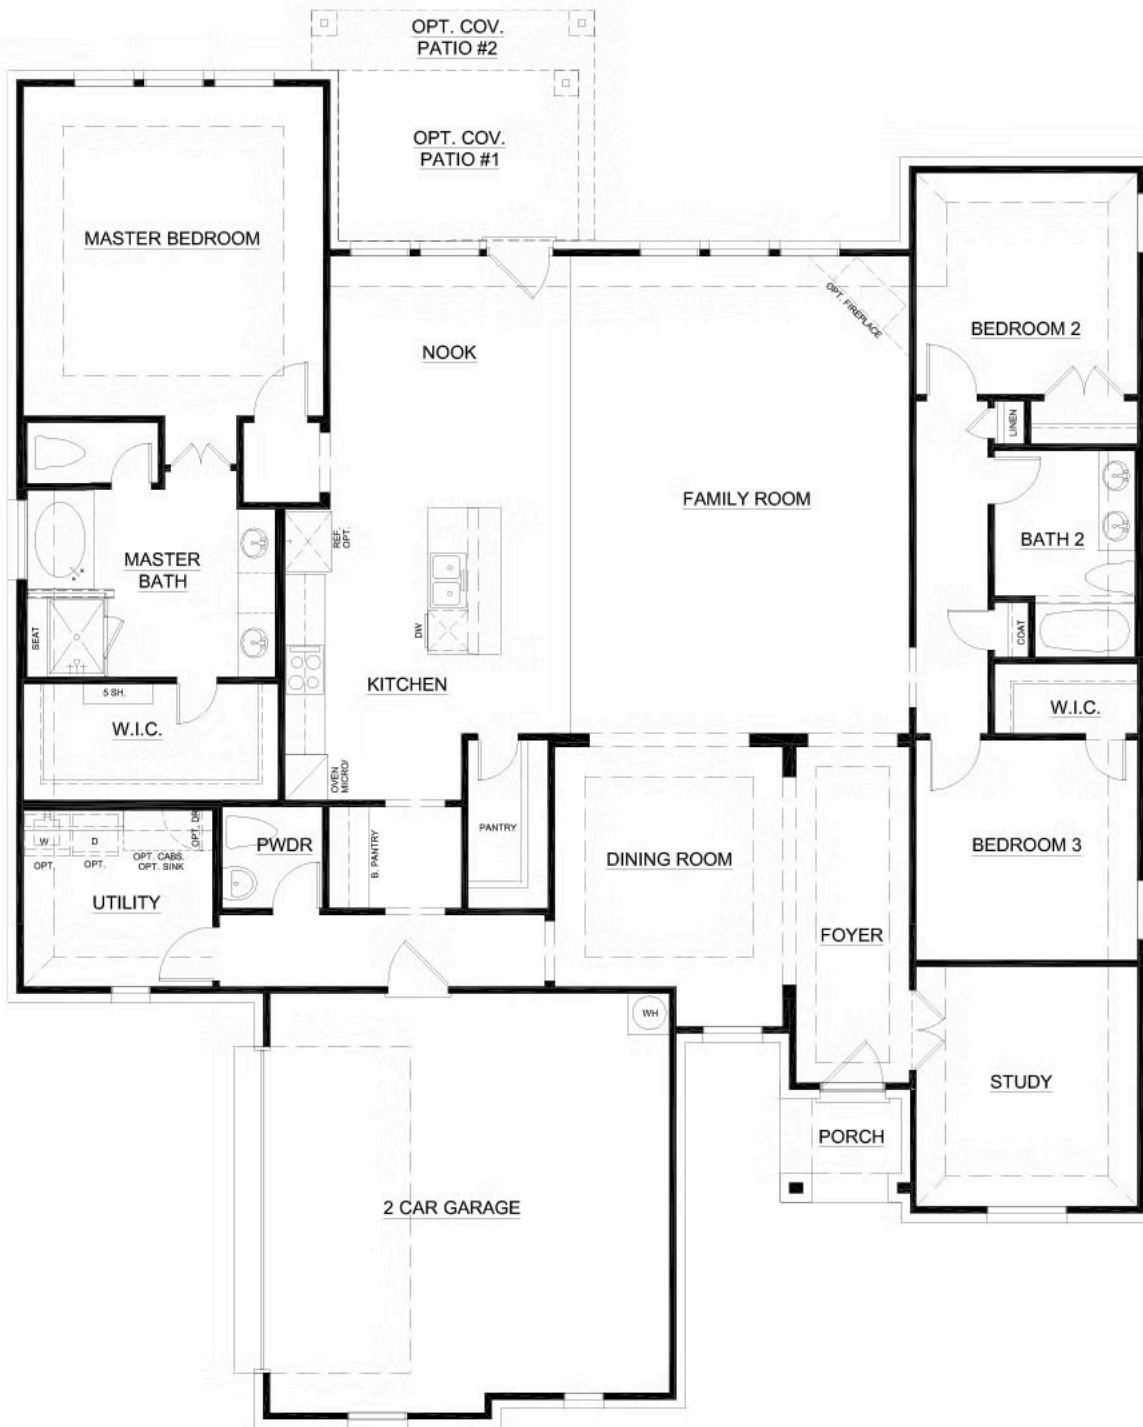 OPT. COV.
PATIO #2
OPT. COV.
PATIO #1
MASTER BEDROOM
NOOK
OPT. FIREPLACE
BEDROOM 2
LINEN
FAMILY ROOM
REF.
OPT.
MASTER
BATH
BATH 2
SEAT
DW
COAT
KITCHEN
5 SH.
W.I.C.
W.I.C.
OVEN
MICRO/
PANTRY
B. PANTRY
PWDR
OPT. DR
W
D
OPT.
OPT.
OPT. CABS.
OPT. SINK
UTILITY
DINING ROOM
BEDROOM 3
FOYER
WH
STUDY
PORCH
2 CAR GARAGE